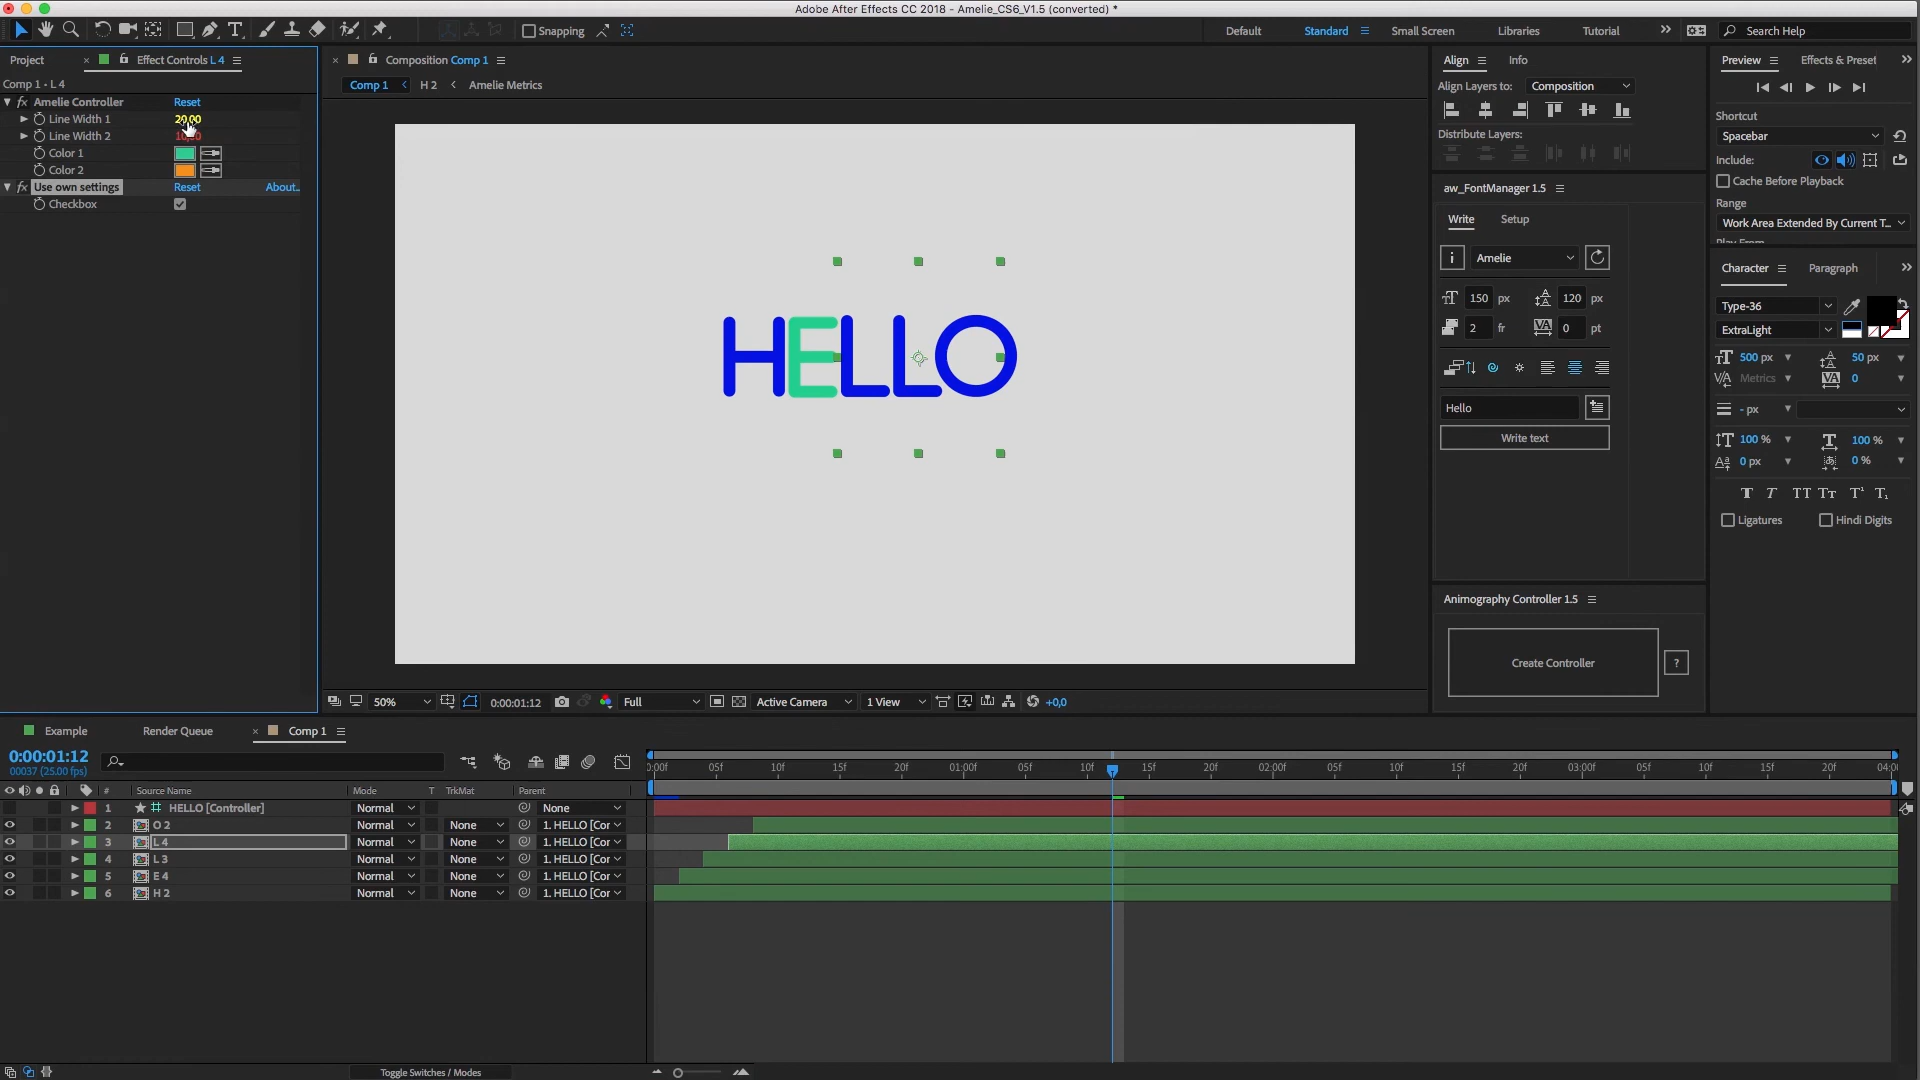 Adobe After Effects CC 2018 - Amelie_CS6_V1.5 (converted) *
Snapping
Default
Standard
Small Screen
Libraries
Tutorial
Search Help
Project
Effect Controls L 4
Comp 1 • L 4
Amelie Controller
Reset
Line Width 1
20,00
Line Width 2
Color 1
Color 2
Use own settings
Reset
About..
Checkbox
Composition Comp 1
Comp 1
H 2
Amelie Metrics
HELLO
50%
0:00:01:12
Full
Active Camera
1 View
+0,0
Align
Info
Align Layers to:
Composition
Distribute Layers:
aw_FontManager 1.5
Write
Setup
i
Amelie
150 px
120 px
2 fr
0 pt
Hello
Write text
Animography Controller 1.5
Create Controller
?
Preview
Effects & Preset
Shortcut
Spacebar
Include:
Cache Before Playback
Range
Work Area Extended By Current T...
Character
Paragraph
Type-36
ExtraLight
500 px
50 px
Metrics
0
- px
100 %
100 %
0 px
0 %
Ligatures
Hindi Digits
Example
Render Queue
Comp 1
0:00:01:12
00037 (25.00 fps)
0:00f 05f 10f 15f 20f 01:00f 05f 10f 15f 20f 02:00f 05f 10f 15f 20f 03:00f 05f 10f 15f 20f
# Source Name Mode T TrkMat Parent
1 HELLO [Controller] Normal None
2 O 2 Normal None 1. HELLO [Cor
3 L 4 Normal None 1. HELLO [Cor
4 L 3 Normal None 1. HELLO [Cor
5 E 4 Normal None 1. HELLO [Cor
6 H 2 Normal None 1. HELLO [Cor
Toggle Switches / Modes